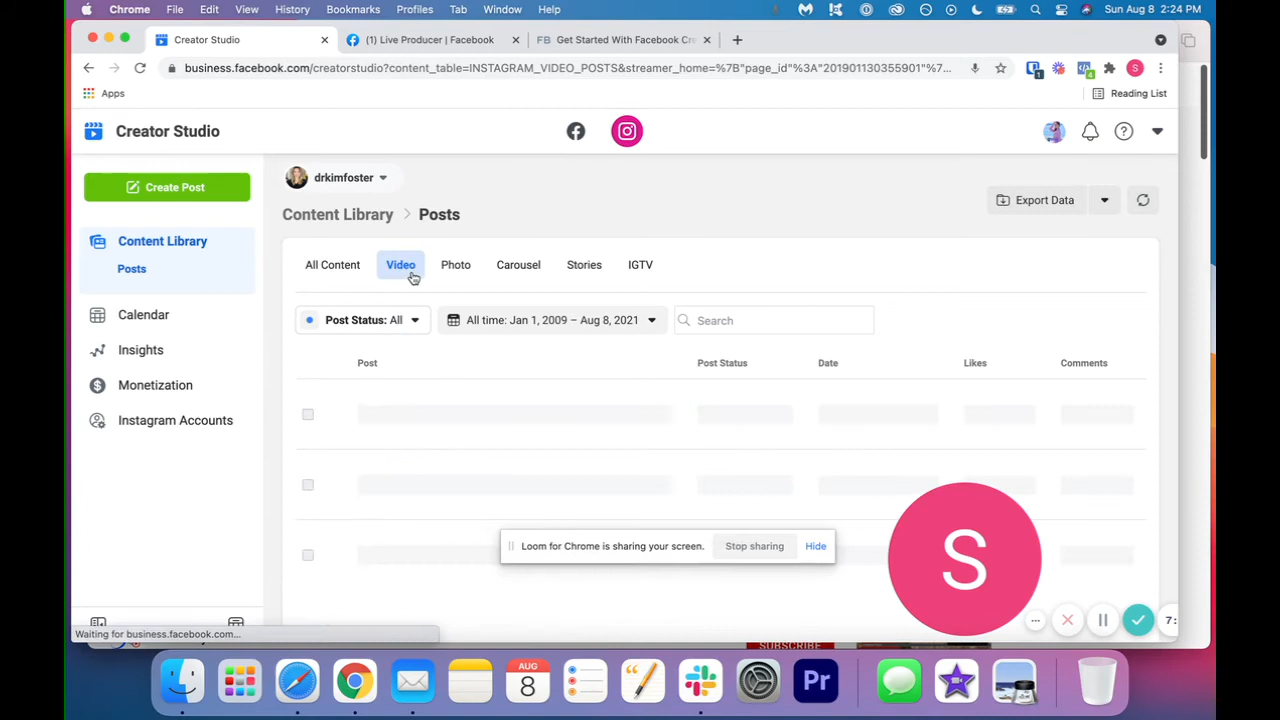 Chrome File Edit View History Bookmarks Profiles Tab Window Help Sun Aug 8 2:24 PM
Creator Studio
(1) Live Producer | Facebook
Get Started With Facebook Cre
business.facebook.com/creatorstudio?content_table=INSTAGRAM_VIDEO_POSTS&streamer_home=%7B"page_id"%3A"201901130355901"%7...
Apps
Reading List
Creator Studio
Create Post
Content Library
Posts
Calendar
Insights
Monetization
Instagram Accounts
drkimfoster
Content Library > Posts
Export Data
All Content Video Photo Carousel Stories IGTV
Post Status: All
All time: Jan 1, 2009 – Aug 8, 2021
Search
Post Post Status Date Likes Comments
Loom for Chrome is sharing your screen. Stop sharing Hide
S
7:
Waiting for business.facebook.com...
SUBSCRIBE
AUG
8
Pr